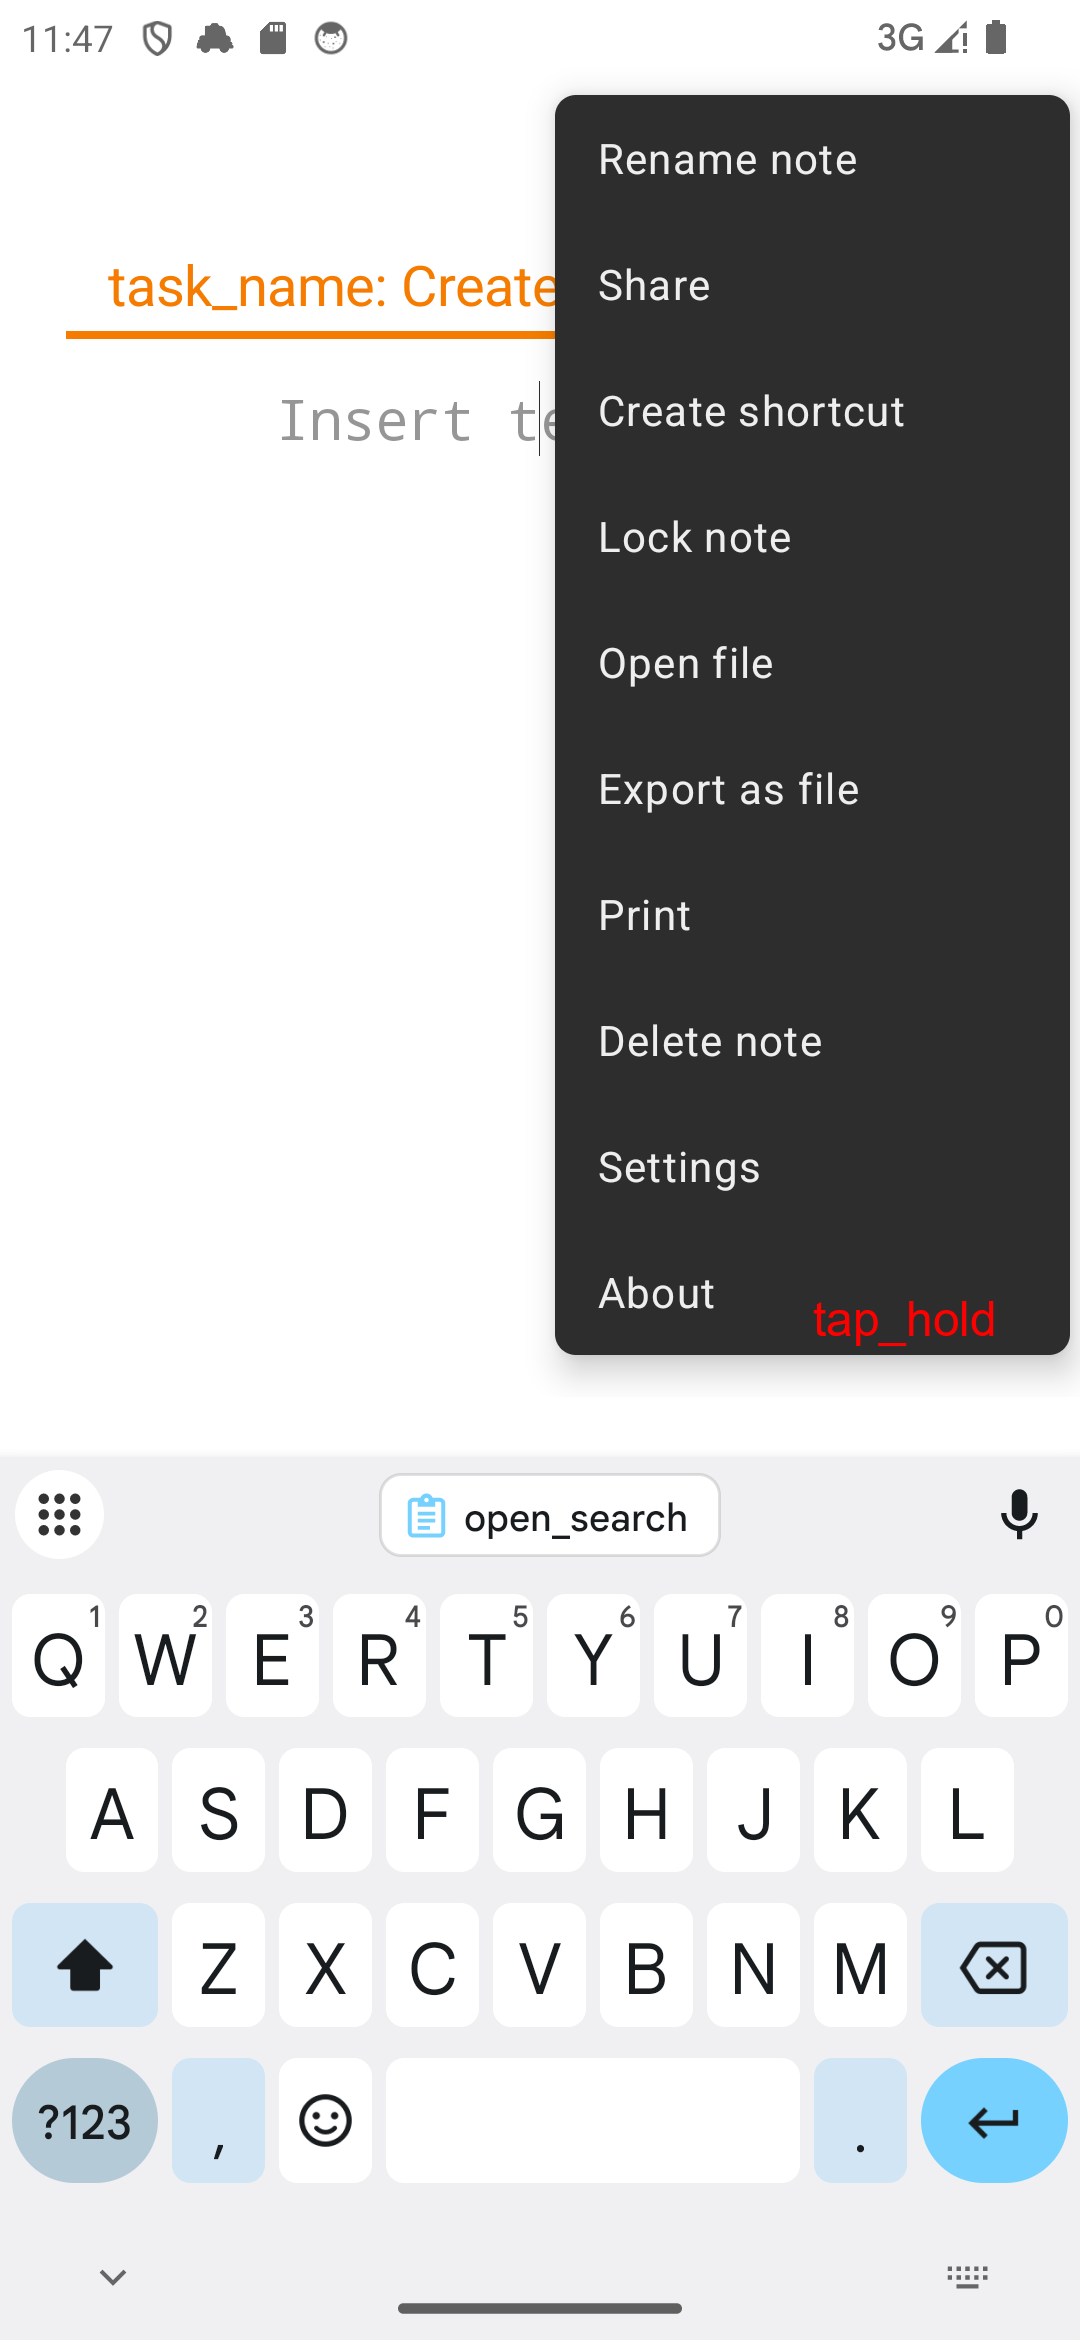 11:47 3G
Rename note
task_name: Create
Share
Insert te
Create shortcut
Lock note
Open file
Export as file
Print
Delete note
Settings
About
tap_hold
open_search
Q 1 W 2 E 3 R 4 T 5 Y 6 U 7 I 8 O 9 P 0
A S D F G H J K L
Z X C V B N M
?123 , .